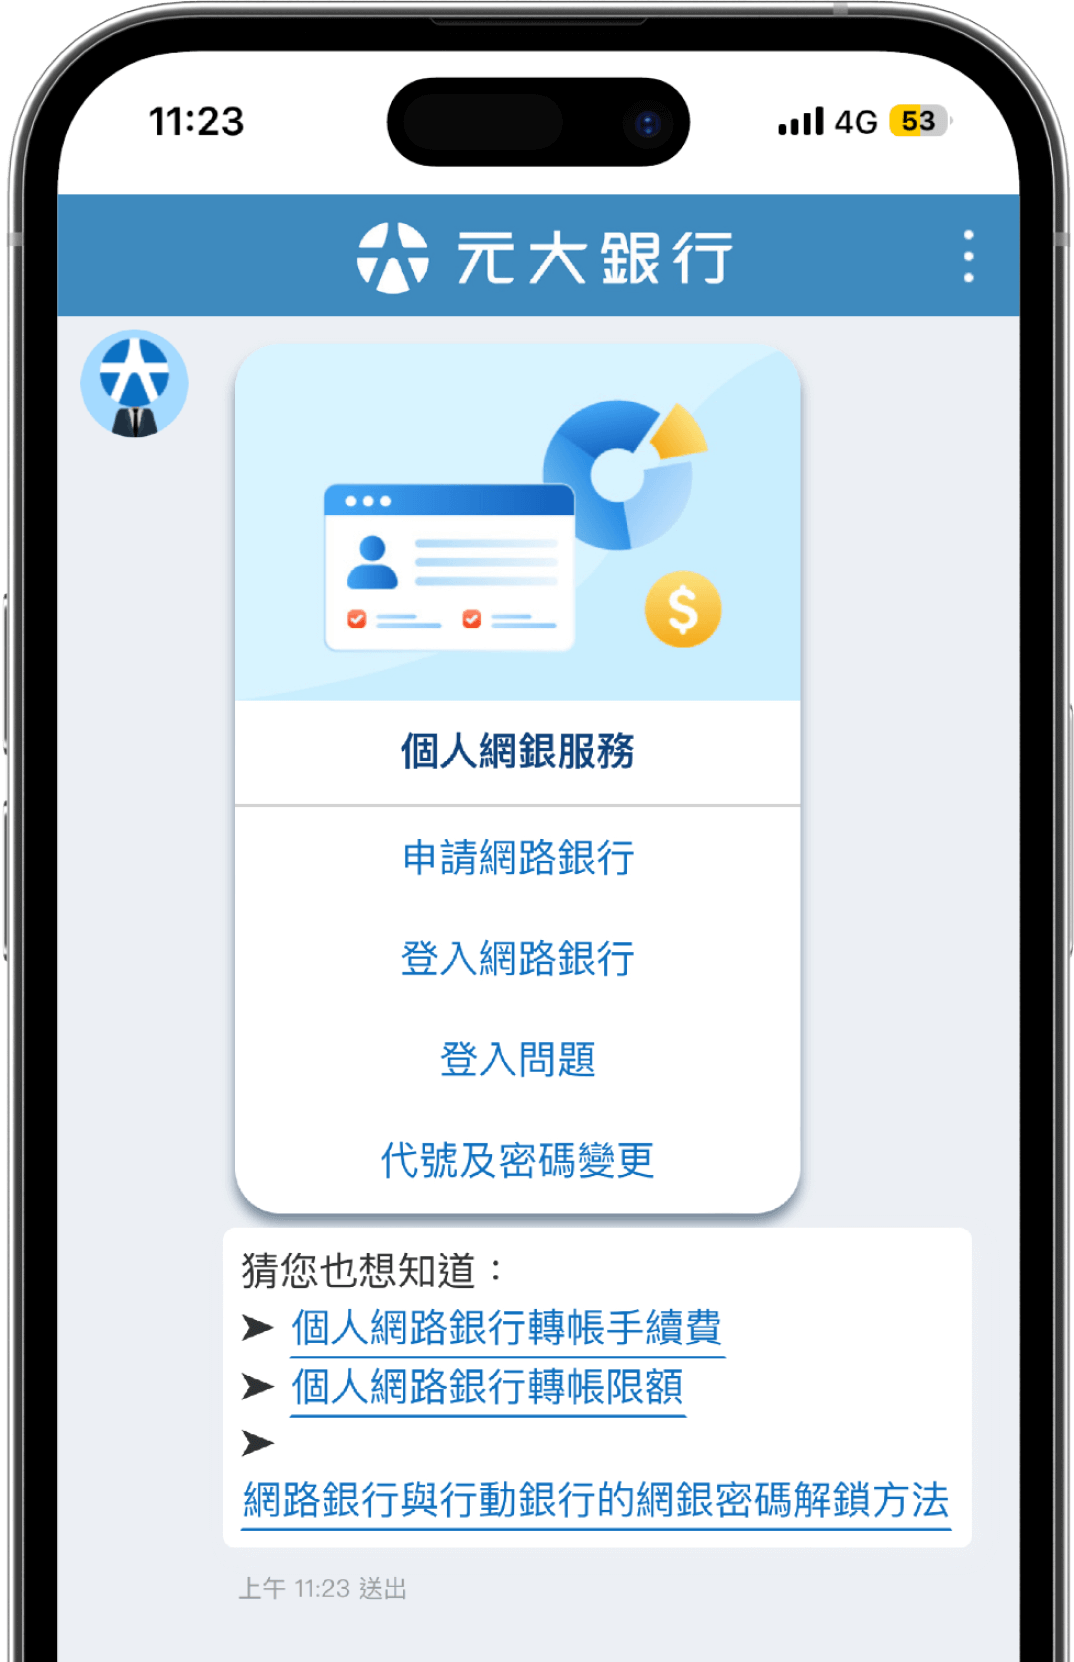 11:23
4G 53
元大銀行
$
個人網銀服務
申請網路銀行
登入網路銀行
登入問題
代號及密碼變更
猜您也想知道：
➤ 個人網路銀行轉帳手續費
➤ 個人網路銀行轉帳限額
➤
網路銀行與行動銀行的網銀密碼解鎖方法
上午 11:23 送出